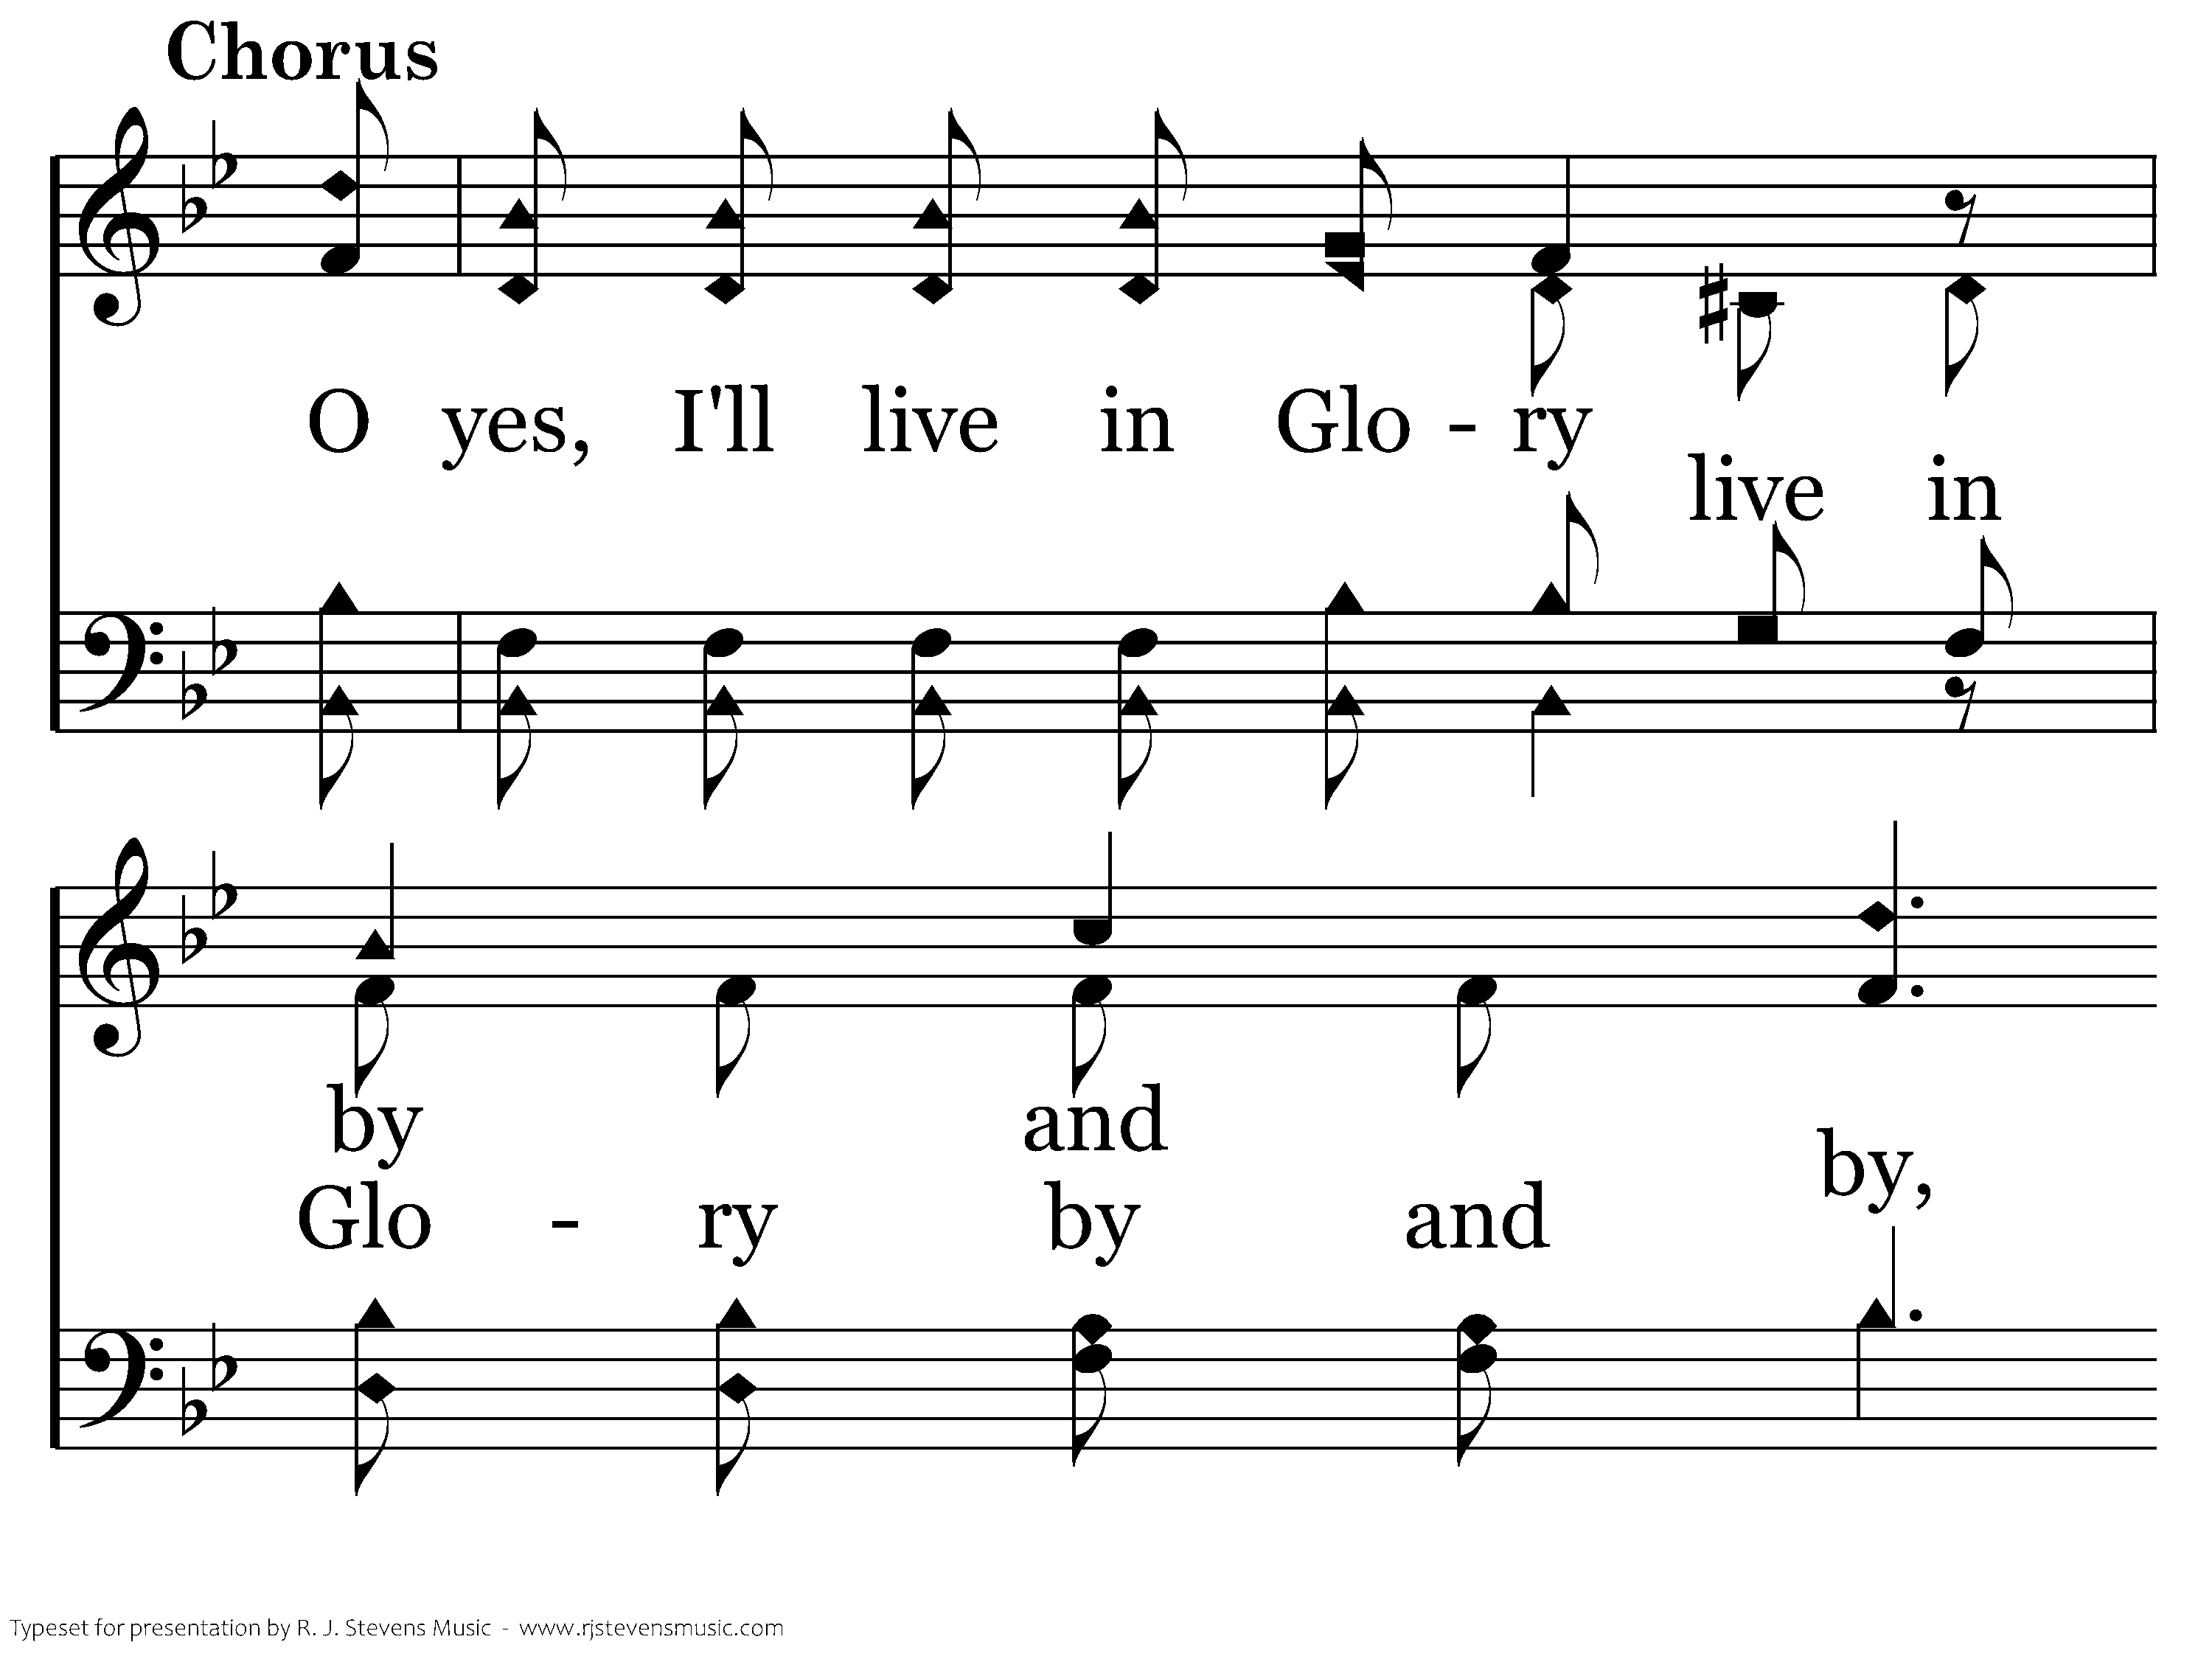 Chorus
O yes, I'll live in Glo - ry
live in
by and
by,
Glo - ry by and
Typeset for presentation by R. J. Stevens Music - www.rjstevensmusic.com